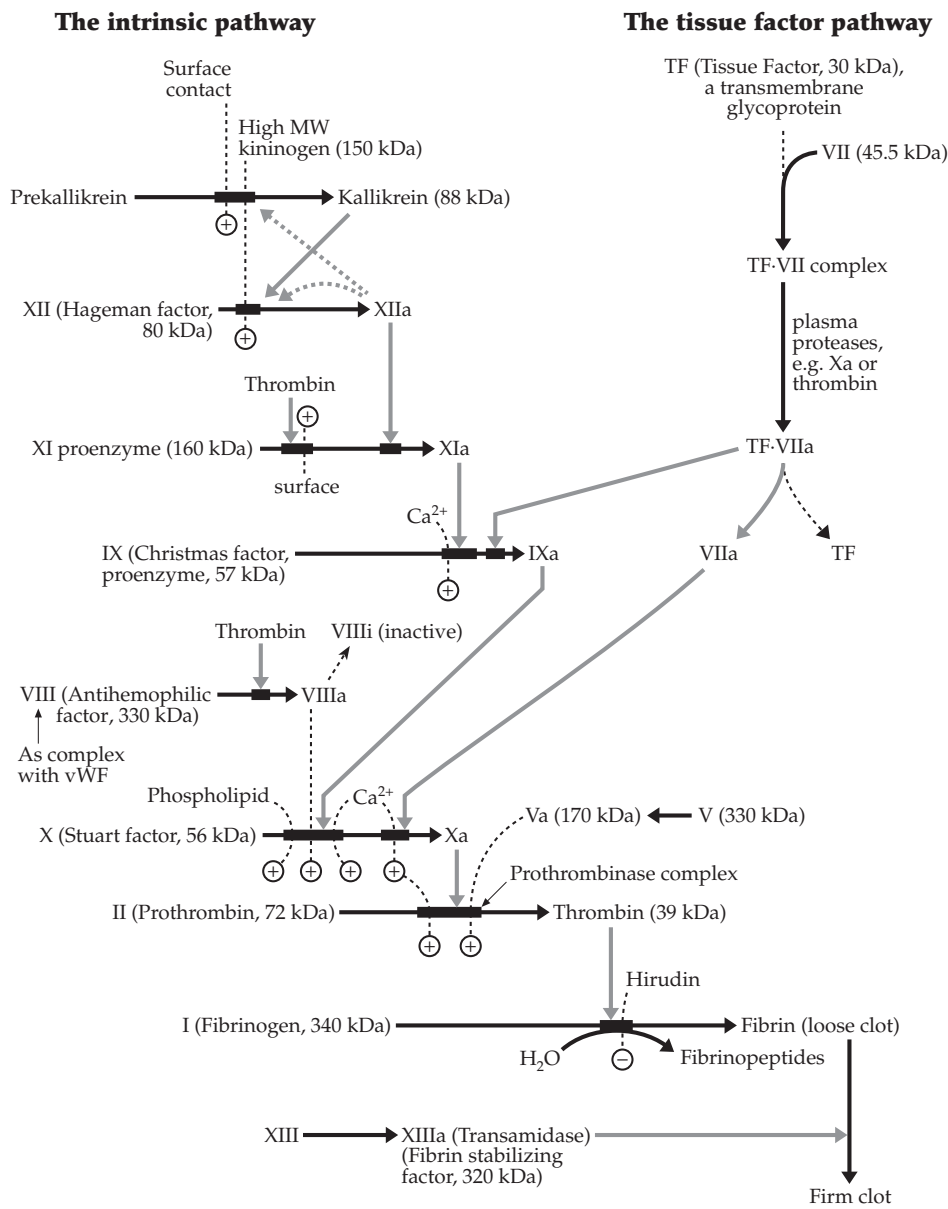 The intrinsic pathway
The tissue factor pathway
Surface
contact
TF (Tissue Factor, 30 kDa),
a transmembrane
glycoprotein
High MW
kininogen (150 kDa)
VII (45.5 kDa)
Prekallikrein
Kallikrein (88 kDa)
+
TF·VII complex
XII (Hageman factor,
80 kDa)
XIIa
+
plasma
proteases,
e.g. Xa or
thrombin
Thrombin
+
XI proenzyme (160 kDa)
XIa
TF·VIIa
surface
Ca2+
IX (Christmas factor,
proenzyme, 57 kDa)
IXa
VIIa
TF
+
Thrombin
VIIIi (inactive)
VIII (Antihemophilic
factor, 330 kDa)
VIIIa
As complex
with vWF
Phospholipid
Ca2+
Va (170 kDa)
V (330 kDa)
X (Stuart factor, 56 kDa)
Xa
+ + + +
Prothrombinase complex
II (Prothrombin, 72 kDa)
Thrombin (39 kDa)
+ +
Hirudin
I (Fibrinogen, 340 kDa)
Fibrin (loose clot)
H2O
−
Fibrinopeptides
XIII
XIIIa (Transamidase)
(Fibrin stabilizing
factor, 320 kDa)
Firm clot